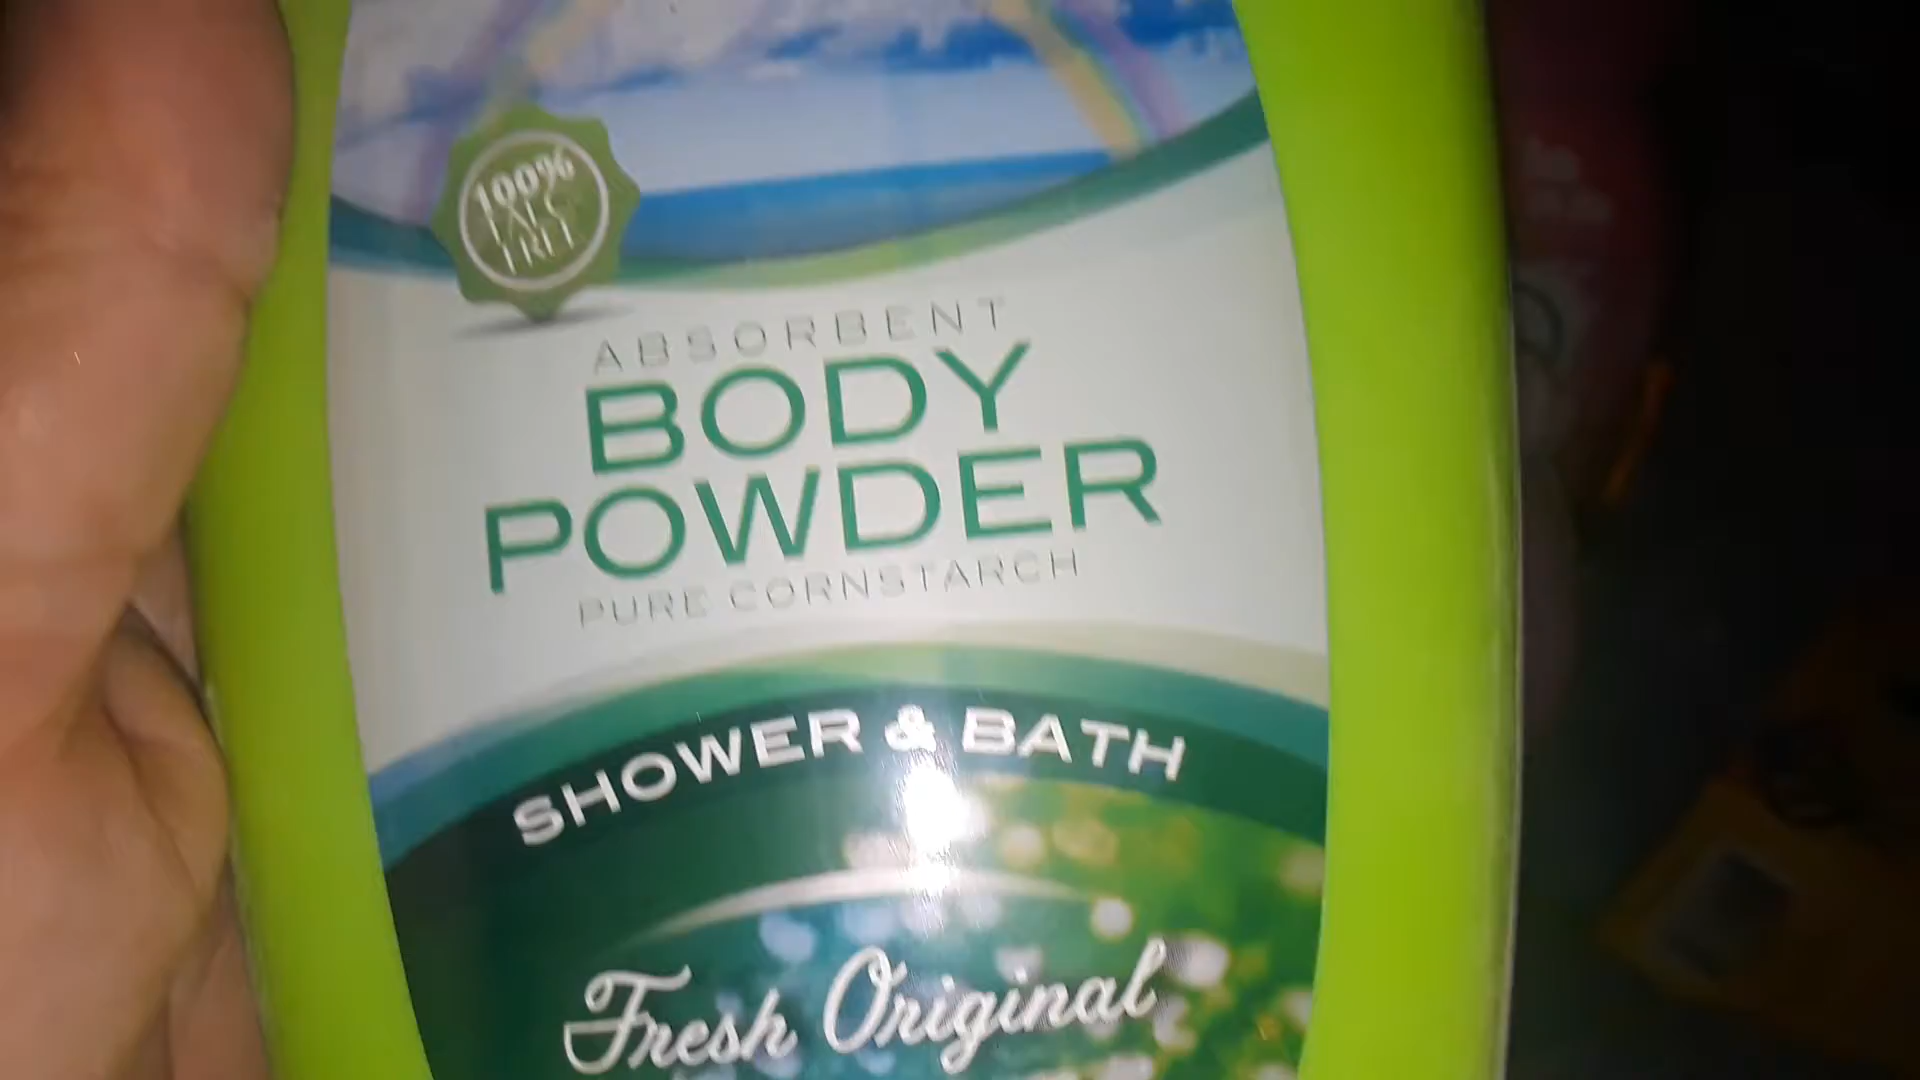 100%
TALC
FREE
ABSORBENT
BODY
POWDER
PURE CORNSTARCH
SHOWER & BATH
Fresh Original